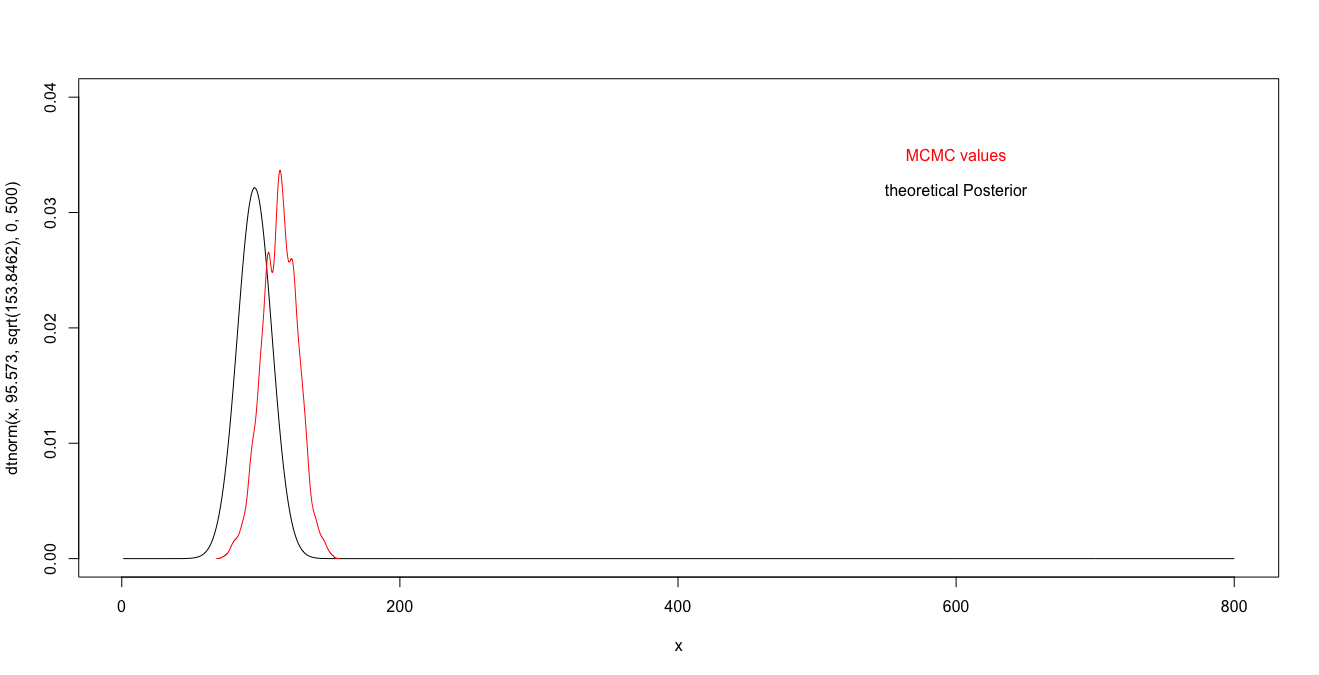 dtnorm(x, 95.573, sqrt(153.8462), 0, 500)
0.04
0.03
0.02
0.01
0.00
MCMC values
theoretical Posterior
0 200 400 600 800
x